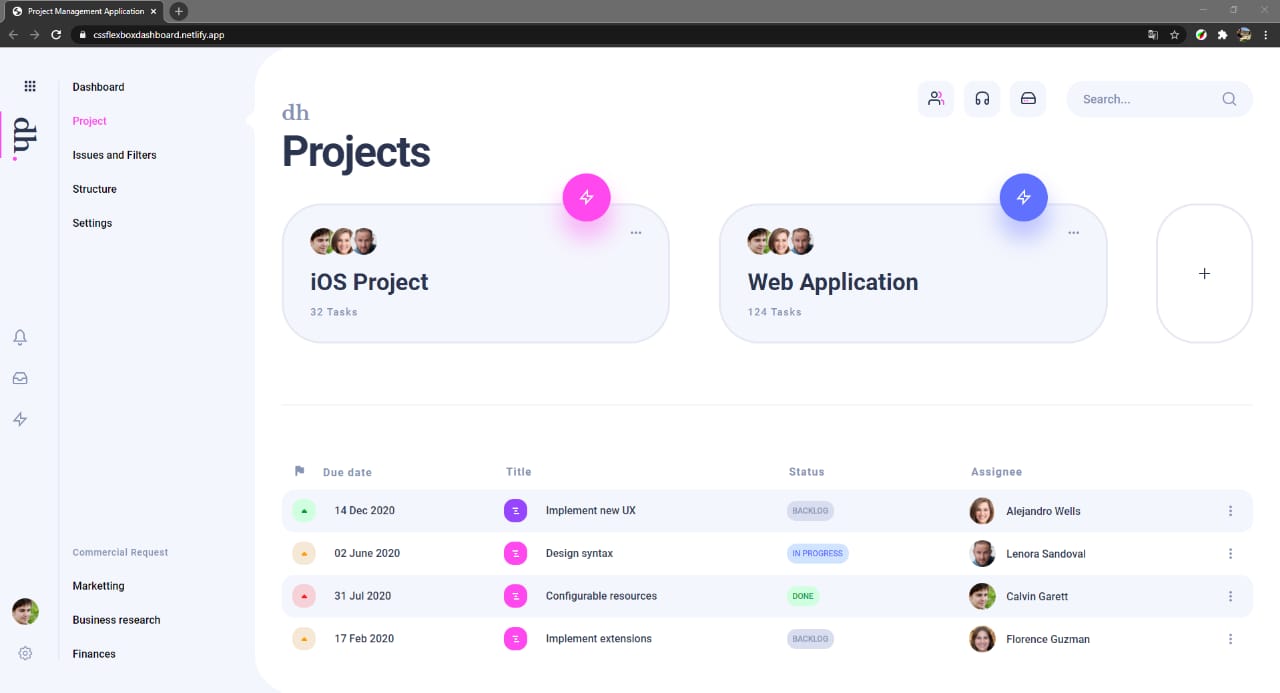 Project Management Application
cssflexboxdashboard.netlify.app
dh.
Dashboard
Project
Issues and Filters
Structure
Settings
Commercial Request
Marketting
Business research
Finances
dh
Projects
Search...
iOS Project
32 Tasks
Web Application
124 Tasks
+
Due date Title Status Assignee
14 Dec 2020 Implement new UX BACKLOG Alejandro Wells
02 June 2020 Design syntax IN PROGRESS Lenora Sandoval
31 Jul 2020 Configurable resources DONE Calvin Garett
17 Feb 2020 Implement extensions BACKLOG Florence Guzman